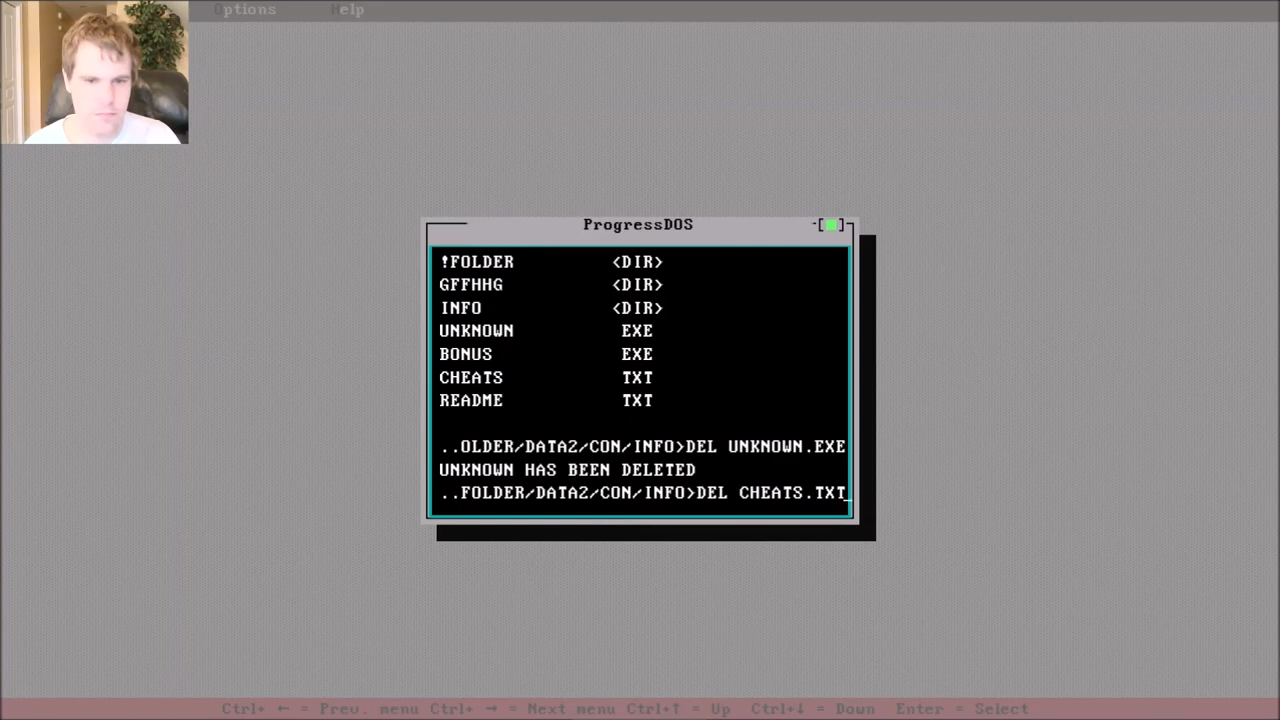 Options Help
ProgressDOS
-[■]
!FOLDER <DIR>
GFFHHG <DIR>
INFO <DIR>
UNKNOWN EXE
BONUS EXE
CHEATS TXT
README TXT
..OLDER/DATA2/CON/INFO>DEL UNKNOWN.EXE
UNKNOWN HAS BEEN DELETED
..FOLDER/DATA2/CON/INFO>DEL CHEATS.TXT_
Ctrl+ ← = Prev. menu Ctrl+ → = Next menu Ctrl+↑ = Up Ctrl+↓ = Down Enter = Select